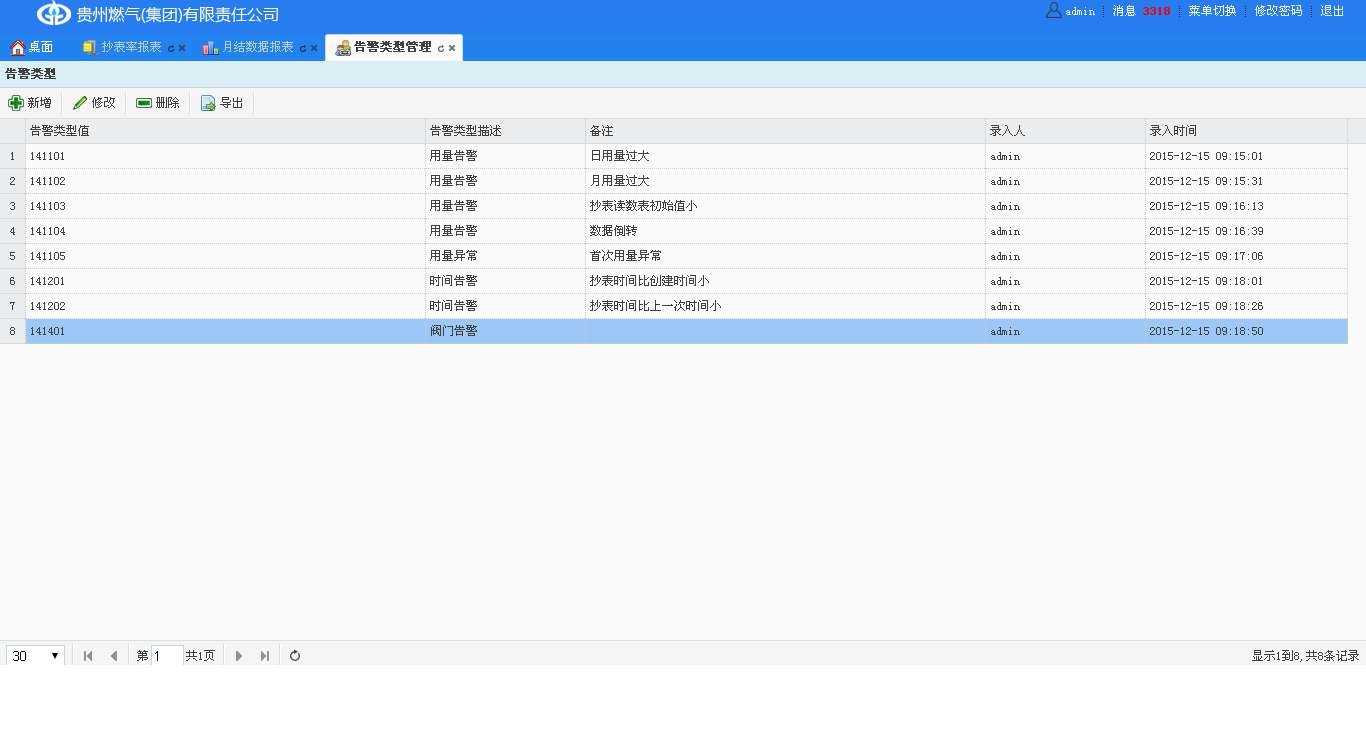 贵州燃气(集团)有限责任公司 admin 消息 3318 菜单切换 修改密码 退出
桌面 抄表率报表 月结数据报表 告警类型管理
告警类型
新增 修改 删除 导出
告警类型值 告警类型描述 备注 录入人 录入时间
1 141101 用量告警 日用量过大 admin 2015-12-15 09:15:01
2 141102 用量告警 月用量过大 admin 2015-12-15 09:15:31
3 141103 用量告警 抄表读数表初始值小 admin 2015-12-15 09:16:13
4 141104 用量告警 数据倒转 admin 2015-12-15 09:16:39
5 141105 用量异常 首次用量异常 admin 2015-12-15 09:17:06
6 141201 时间告警 抄表时间比创建时间小 admin 2015-12-15 09:18:01
7 141202 时间告警 抄表时间比上一次时间小 admin 2015-12-15 09:18:26
8 141401 阀门告警 admin 2015-12-15 09:18:50
30 第 1 共1页 显示1到8,共8条记录